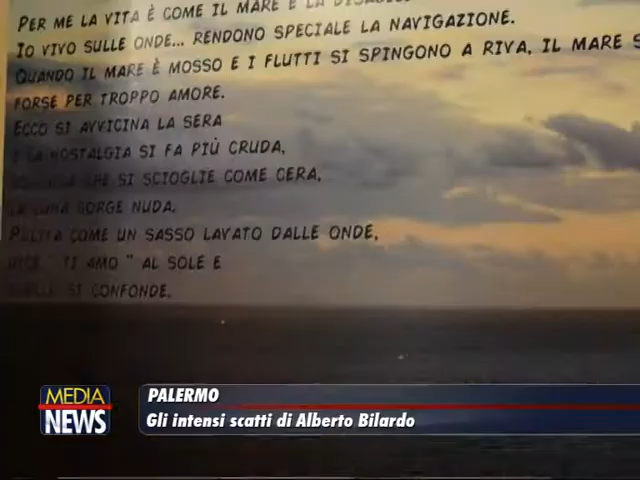 PER ME LA VITA È COME IL MARE E LA
IO VIVO SULLE ONDE... RENDONO SPECIALE LA NAVIGAZIONE.
QUANDO IL MARE È MOSSO E I FLUTTI SI SPINGONO A RIVA, IL MARE S
FORSE PER TROPPO AMORE.
ECCO SI AVVICINA LA SERA
E LA NOSTALGIA SI FA PIÙ CRUDA,
CHE SI SCIOGLIE COME CERA,
LA LUNA SORGE NUDA,
PULITA COME UN SASSO LAVATO DALLE ONDE,
DICE " TI AMO " AL SOLE E
SI CONFONDE.
MEDIA
NEWS
PALERMO
Gli intensi scatti di Alberto Bilardo